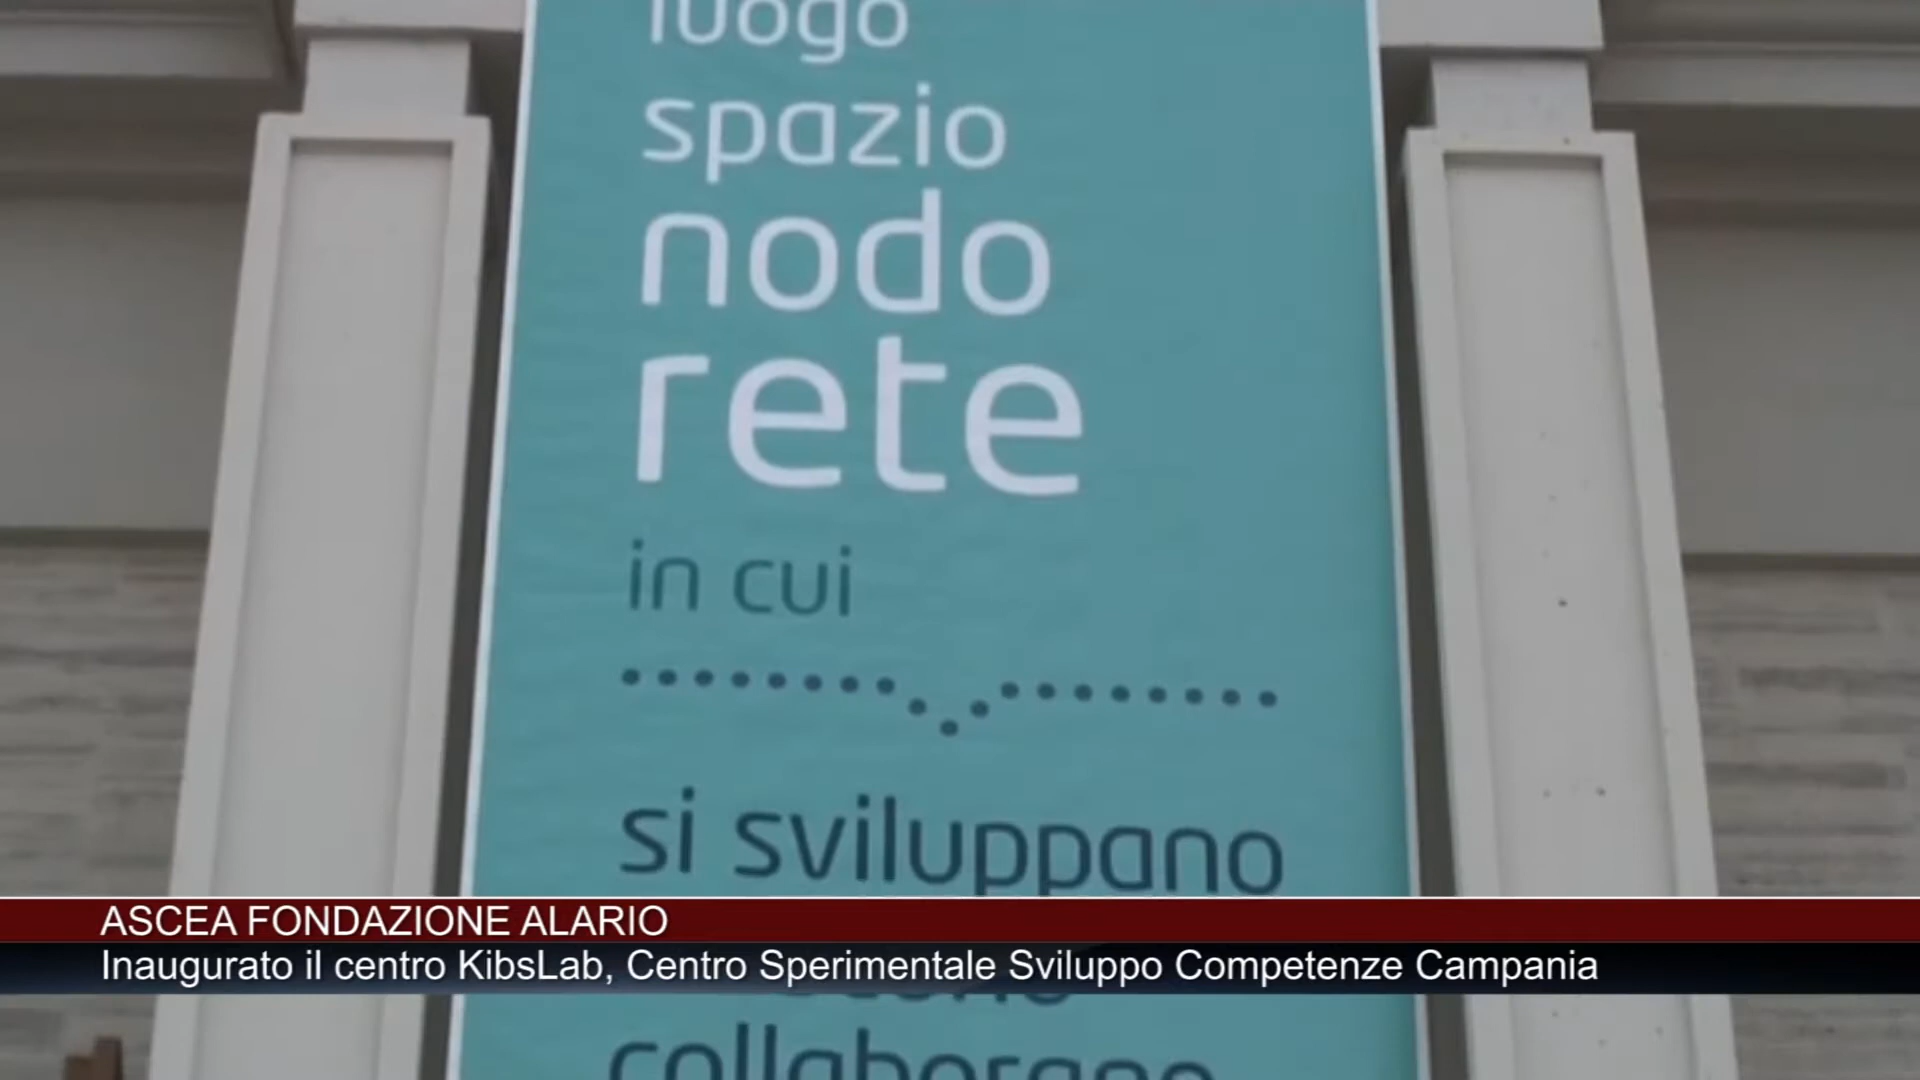 luogo
spazio
nodo
rete
in cui
si sviluppano
ASCEA FONDAZIONE ALARIO
Inaugurato il centro KibsLab, Centro Sperimentale Sviluppo Competenze Campania
collaborano